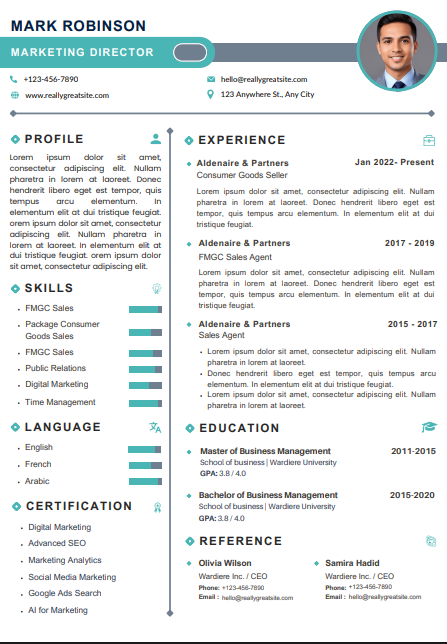 MARK ROBINSON
MARKETING DIRECTOR
+123-456-7890
hello@reallygreatsite.com
www.reallygreatsite.com
123 Anywhere St., Any City
PROFILE
Lorem ipsum dolor sit amet,
consectetur adipiscing elit. Nullam
pharetra in lorem at laoreet. Donec
hendrerit libero eget est tempor, quis
tempus arcu elementum. In
elementum elit at dui tristique feugiat.
orem ipsum dolor sit amet, consectetur
adipiscing elit. Nullam pharetra in
lorem at laoreet. Donec hendrerit libero
eget est tempor, quis tempus arcu
elementum. In elementum elit at dui
tristique feugiat. orem ipsum dolor sit
amet, consectetur adipiscing elit.
SKILLS
• FMGC Sales
• Package Consumer
Goods Sales
• FMGC Sales
• Public Relations
• Digital Marketing
• Time Management
LANGUAGE
• English
• French
• Arabic
CERTIFICATION
• Digital Marketing
• Advanced SEO
• Marketing Analytics
• Social Media Marketing
• Google Ads Search
• AI for Marketing
EXPERIENCE
Aldenaire & Partners Jan 2022- Present
Consumer Goods Seller
Lorem ipsum dolor sit amet, consectetur adipiscing elit. Nullam
pharetra in lorem at laoreet. Donec hendrerit libero eget est
tempor, quis tempus arcu elementum. In elementum elit at dui
tristique feugiat.
Aldenaire & Partners 2017 - 2019
FMGC Sales Agent
Lorem ipsum dolor sit amet, consectetur adipiscing elit. Nullam
pharetra in lorem at laoreet. Donec hendrerit libero eget est
tempor, quis tempus arcu elementum. In elementum elit at dui
tristique feugiat.
Aldenaire & Partners 2015 - 2017
Sales Agent
• Lorem ipsum dolor sit amet, consectetur adipiscing elit. Nullam
pharetra in lorem at laoreet.
• Donec hendrerit libero eget est tempor, quis tempus arcu
elementum. In elementum elit at dui tristique feugiat.
• Lorem ipsum dolor sit amet, consectetur adipiscing elit. Nullam
pharetra in lorem at laoreet.
EDUCATION
Master of Business Management 2011-2015
School of business | Wardiere University
GPA: 3.8 / 4.0
Bachelor of Business Management 2015-2020
School of business | Wardiere University
GPA: 3.8 / 4.0
REFERENCE
Olivia Wilson
Wardiere Inc. / CEO
Phone: +123-456-7890
Email : hello@reallygreatsite.com
Samira Hadid
Wardiere Inc. / CEO
Phone: +123-456-7890
Email : hello@reallygreatsite.com